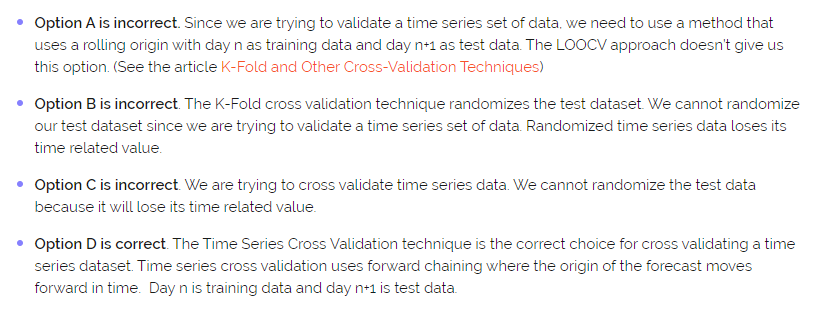 Option A is incorrect. Since we are trying to validate a time series set of data, we need to use a method that
uses a rolling origin with day n as training data and day n+1 as test data. The LOOCV approach doesn't give us
this option. (See the article K-Fold and Other Cross-Validation Techniques)
Option B is incorrect. The K-Fold cross validation technique randomizes the test dataset. We cannot randomize
our test dataset since we are trying to validate a time series set of data. Randomized time series data loses its
time related value.
Option C is incorrect. We are trying to cross validate time series data. We cannot randomize the test data
because it will lose its time related value.
Option D is correct. The Time Series Cross Validation technique is the correct choice for cross validating a time
series dataset. Time series cross validation uses forward chaining where the origin of the forecast moves
forward in time. Day n is training data and day n+1 is test data.